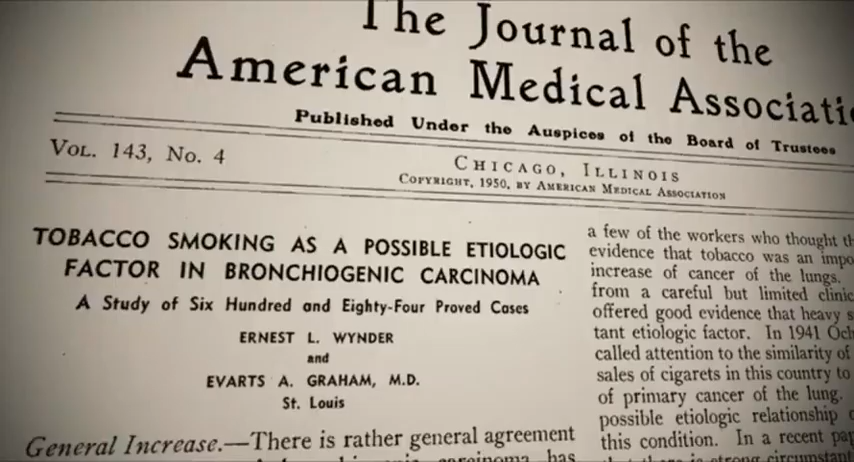 The Journal of the
American Medical
Published Under the Auspices of the Board of Trustees
VOL. 143, No. 4
CHICAGO, ILLINOIS
COPYRIGHT, 1950, BY AMERICAN MEDICAL ASSOCIATION
TOBACCO SMOKING AS A POSSIBLE ETIOLOGIC
FACTOR IN BRONCHIOGENIC CARCINOMA
A Study of Six Hundred and Eighty-Four Proved Cases
ERNEST L. WYNDER
and
EVARTS A. GRAHAM, M.D.
St. Louis
General Increase.—There is rather general agreement
a few of the workers who thought
evidence that tobacco was an
increase of cancer of the lungs.
from a careful but limited
offered good evidence that heavy
tant etiologic factor. In 1941
called attention to the similarity of
sales of cigarets in this country to
of primary cancer of the lung.
possible etiologic relationship
this condition. In a recent